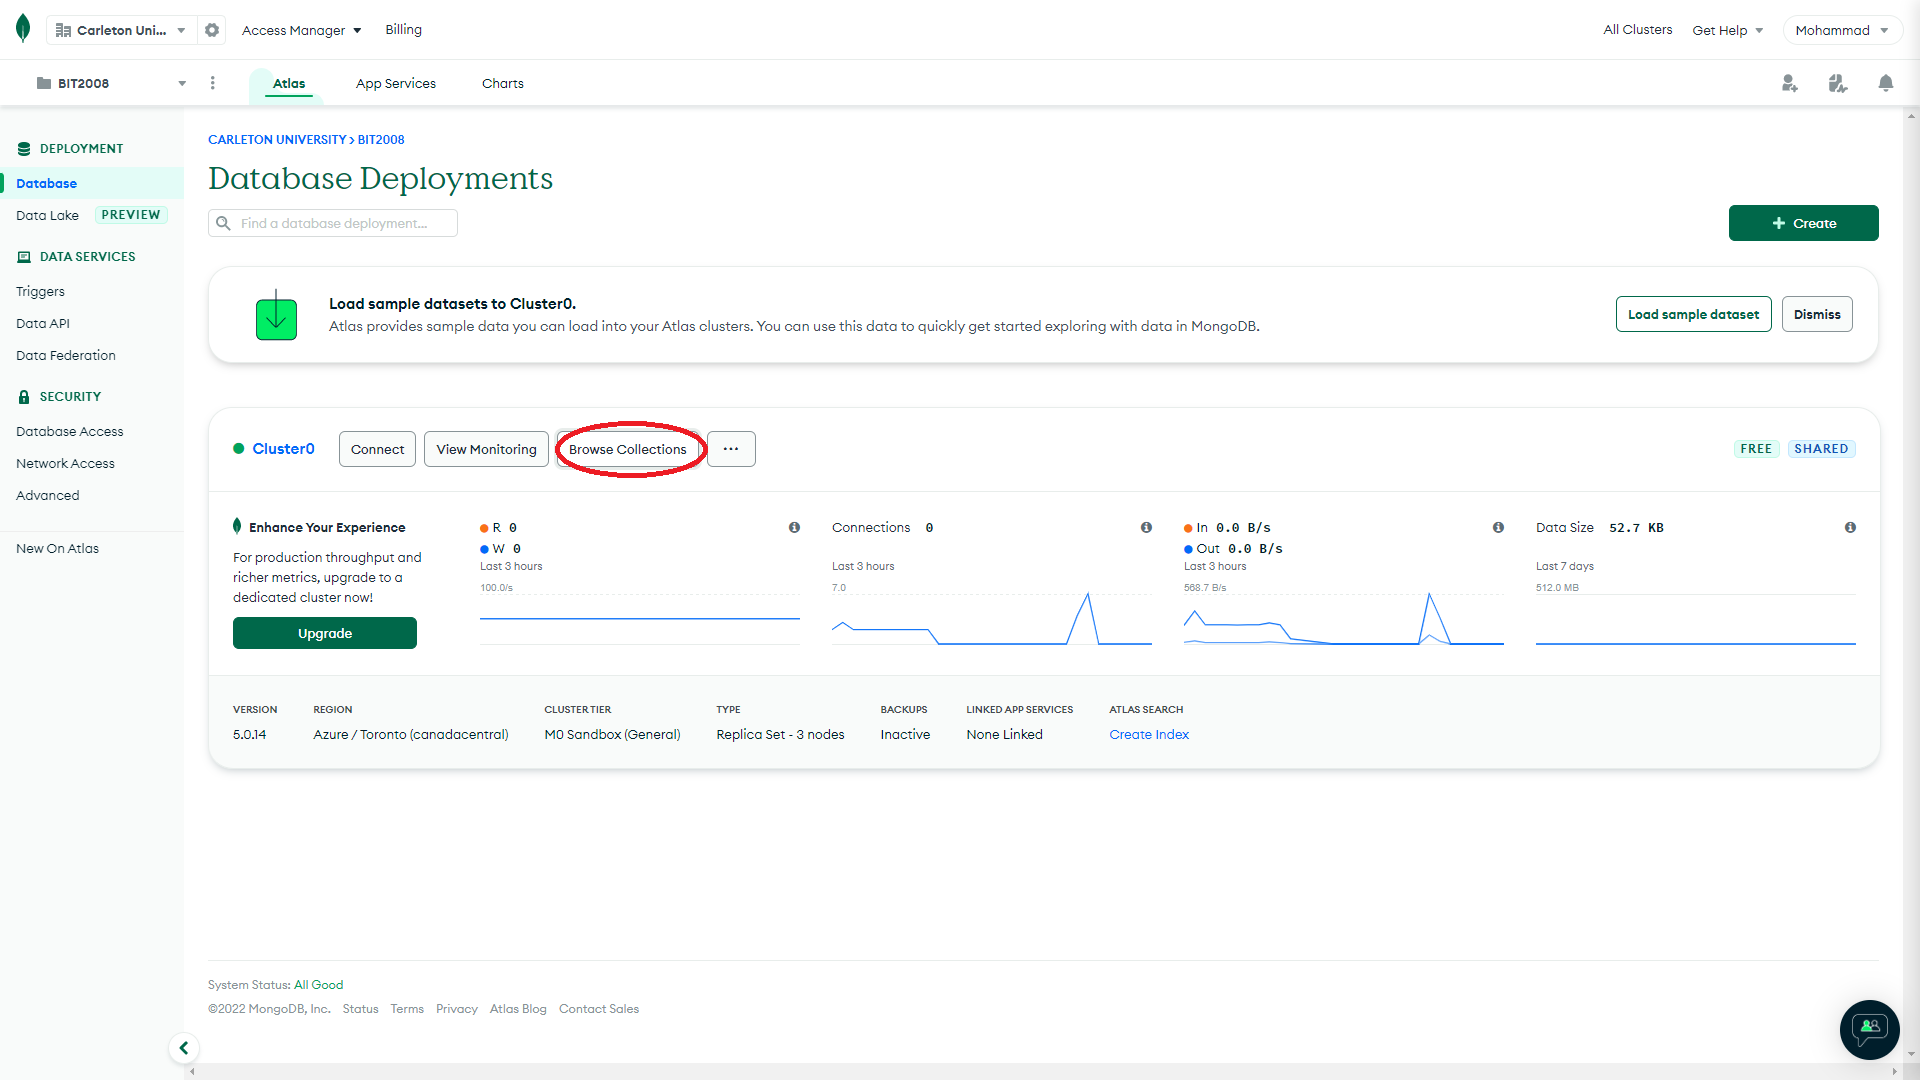 Carleton Uni...
Access Manager
Billing
All Clusters
Get Help
Mohammad
BIT2008
Atlas
App Services
Charts
DEPLOYMENT
Database
Data Lake PREVIEW
DATA SERVICES
Triggers
Data API
Data Federation
SECURITY
Database Access
Network Access
Advanced
New On Atlas
CARLETON UNIVERSITY > BIT2008
Database Deployments
Find a database deployment...
+ Create
Load sample datasets to Cluster0.
Atlas provides sample data you can load into your Atlas clusters. You can use this data to quickly get started exploring with data in MongoDB.
Load sample dataset
Dismiss
Cluster0
Connect
View Monitoring
Browse Collections
...
FREE
SHARED
Enhance Your Experience
For production throughput and
richer metrics, upgrade to a
dedicated cluster now!
Upgrade
R 0
W 0
Last 3 hours
100.0/s
Connections 0
Last 3 hours
7.0
In 0.0 B/s
Out 0.0 B/s
Last 3 hours
568.7 B/s
Data Size 52.7 KB
Last 7 days
512.0 MB
VERSION
5.0.14
REGION
Azure / Toronto (canadacentral)
CLUSTER TIER
M0 Sandbox (General)
TYPE
Replica Set - 3 nodes
BACKUPS
Inactive
LINKED APP SERVICES
None Linked
ATLAS SEARCH
Create Index
System Status: All Good
©2022 MongoDB, Inc. Status Terms Privacy Atlas Blog Contact Sales